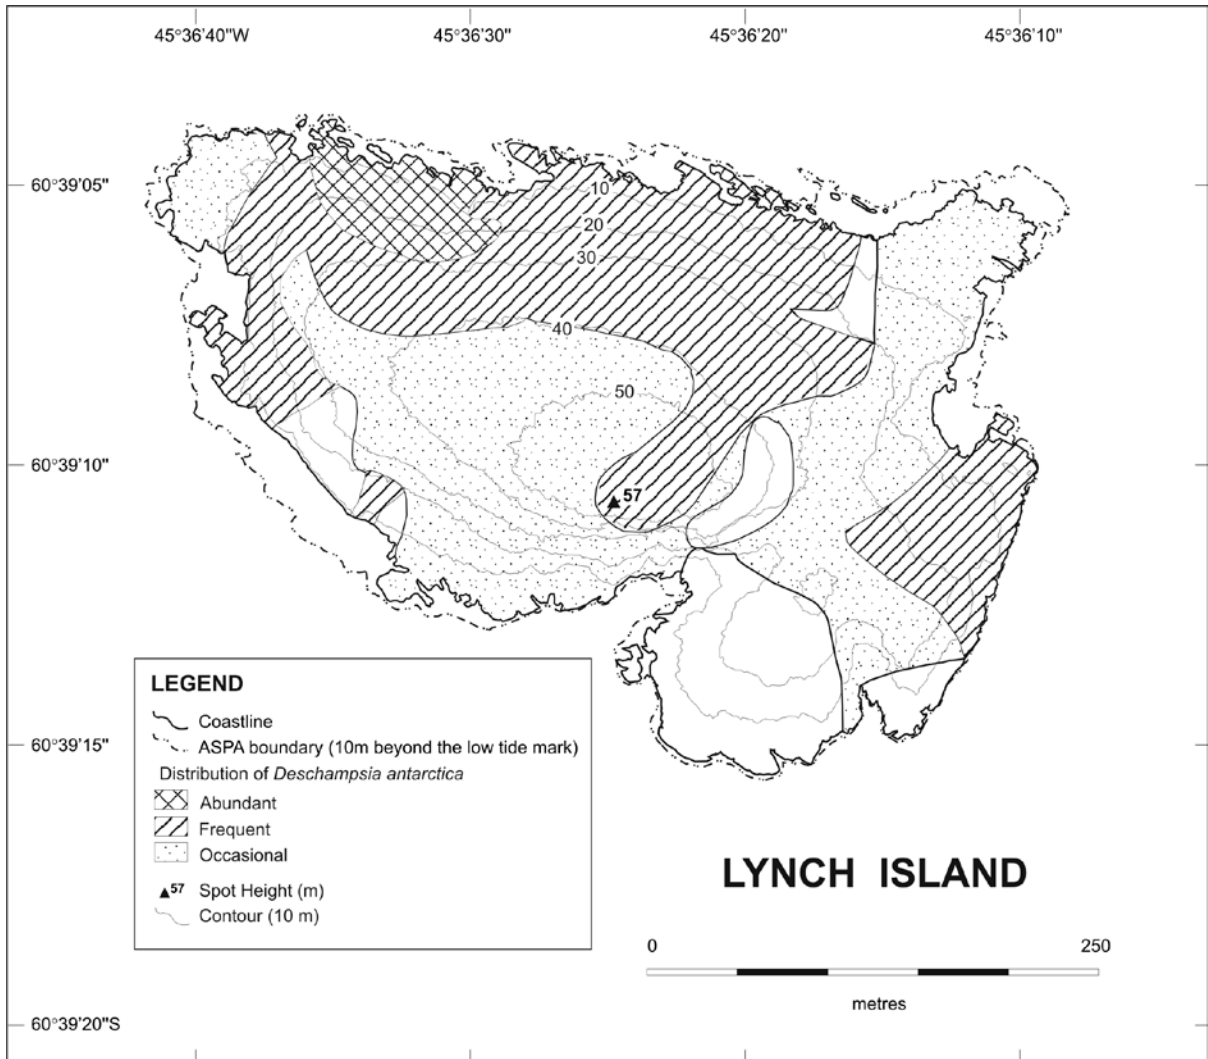 45°36'40"W 45°36'30" 45°36'20" 45°36'10"
60°39'05"
10
20
30
40
50
60°39'10"
57
LEGEND
Coastline
ASPA boundary (10m beyond the low tide mark)
Distribution of Deschampsia antarctica
Abundant
Frequent
Occasional
57 Spot Height (m)
Contour (10 m)
60°39'15"
LYNCH ISLAND
0 250
metres
60°39'20"S